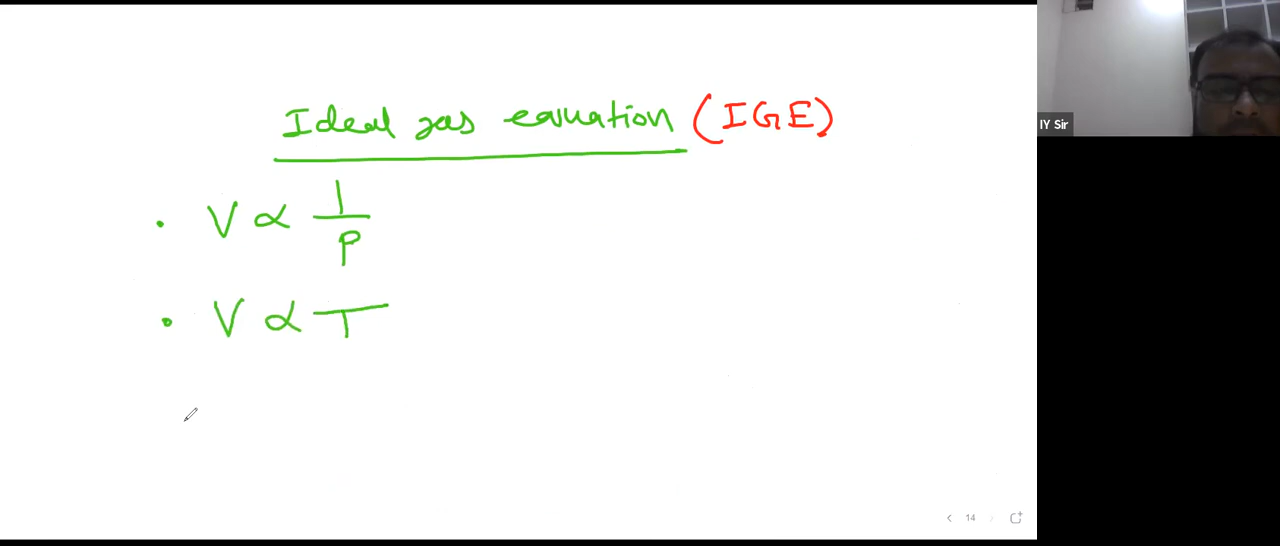 Ideal gas equation (IGE)
IY Sir
• V ∝ 1/P
• V ∝ T
14